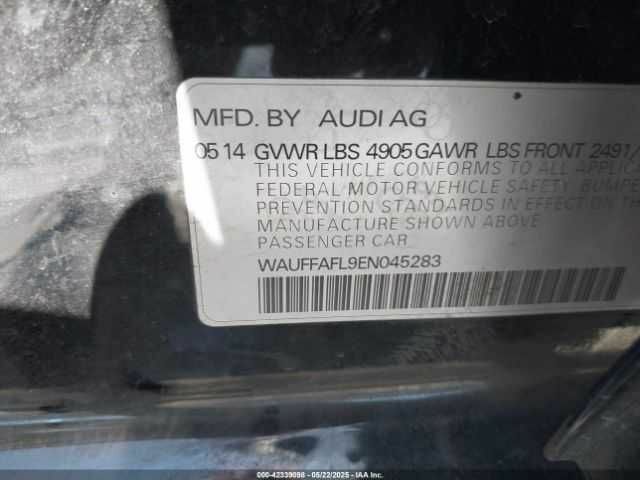 MFD. BY AUDI AG
05 14 GVWR LBS 4905 GAWR LBS FRONT 2491/
THIS VEHICLE CONFORMS TO ALL APPLICA
FEDERAL MOTOR VEHICLE SAFETY, BUMPE
PREVENTION STANDARDS IN EFFECT ON TH
MANUFACTURE SHOWN ABOVE
PASSENGER CAR
WAUFFAFL9EN045283
000-42339098 - 05/22/2025 - IAA Inc.